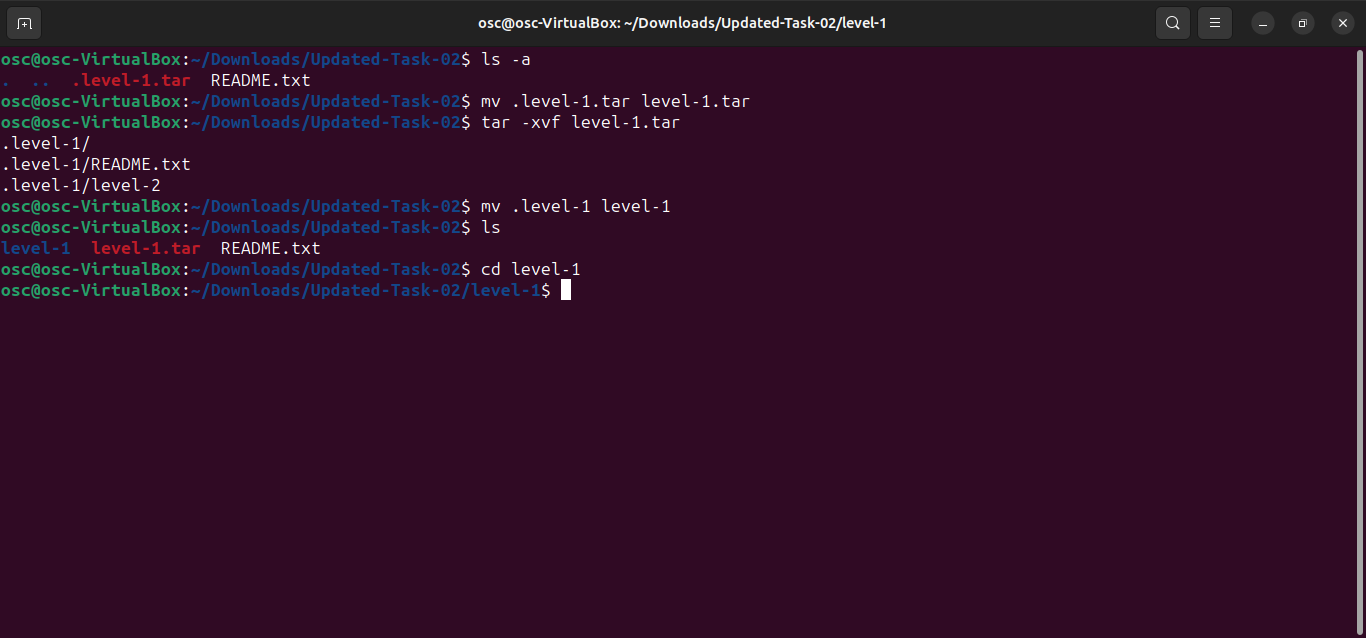 osc@osc-VirtualBox: ~/Downloads/Updated-Task-02/level-1
osc@osc-VirtualBox:~/Downloads/Updated-Task-02$ ls -a
.  ..  .level-1.tar  README.txt
osc@osc-VirtualBox:~/Downloads/Updated-Task-02$ mv .level-1.tar level-1.tar
osc@osc-VirtualBox:~/Downloads/Updated-Task-02$ tar -xvf level-1.tar
.level-1/
.level-1/README.txt
.level-1/level-2
osc@osc-VirtualBox:~/Downloads/Updated-Task-02$ mv .level-1 level-1
osc@osc-VirtualBox:~/Downloads/Updated-Task-02$ ls
level-1  level-1.tar  README.txt
osc@osc-VirtualBox:~/Downloads/Updated-Task-02$ cd level-1
osc@osc-VirtualBox:~/Downloads/Updated-Task-02/level-1$